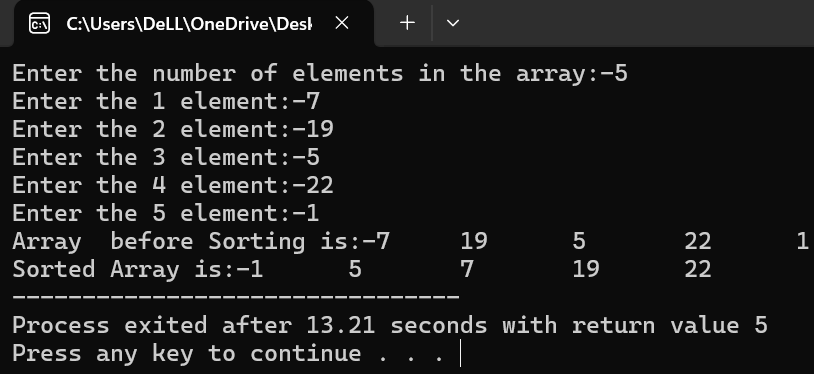 C:\Users\DeLL\OneDrive\Desk
Enter the number of elements in the array:-5
Enter the 1 element:-7
Enter the 2 element:-19
Enter the 3 element:-5
Enter the 4 element:-22
Enter the 5 element:-1
Array  before Sorting is:-7     19      5       22      1
Sorted Array is:-1      5       7       19      22
--------------------------------
Process exited after 13.21 seconds with return value 5
Press any key to continue . . .